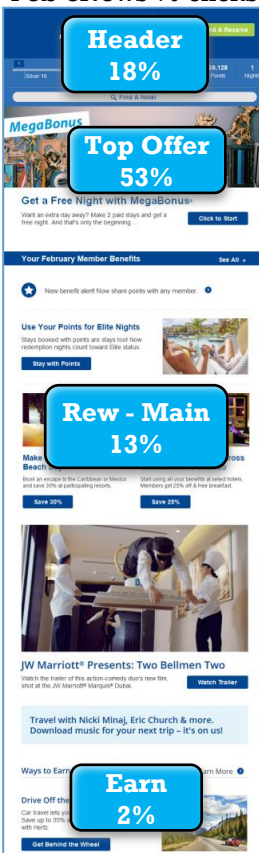 Header
18%
& Reserve
Silver 16
Points
Nights
Find A Hotel
MegaBonus
Top Offer
53%
Get a Free Night with MegaBonus
Want an extra day away? Make 2 paid stays and get a
free night. And that's only the beginning ...
Click to Start
Your February Member Benefits
See All
New benefit alert! Now share points with any member.
Use Your Points for Elite Nights
Stays booked with points are stays too! Now
redemption nights count toward Elite status.
Stay with Points
Rew - Main
13%
Make
Beach
Book an escape to the Caribbean or Mexico
and save 30% at participating resorts.
Save 30%
Start using all your benefits at select hotels.
Members get 25% off & free breakfast.
Save 25%
JW Marriott® Presents: Two Bellmen Two
Watch the trailer of this action-comedy duo's new film,
shot at the JW Marriott® Marquis® Dubai.
Watch Trailer
Travel with Nicki Minaj, Eric Church & more.
Download music for your next trip – it's on us!
Ways to Earn
More
Earn
2%
Drive Off the
Car travel lets you
Save up to 35%
with Hertz.
Get Behind the Wheel